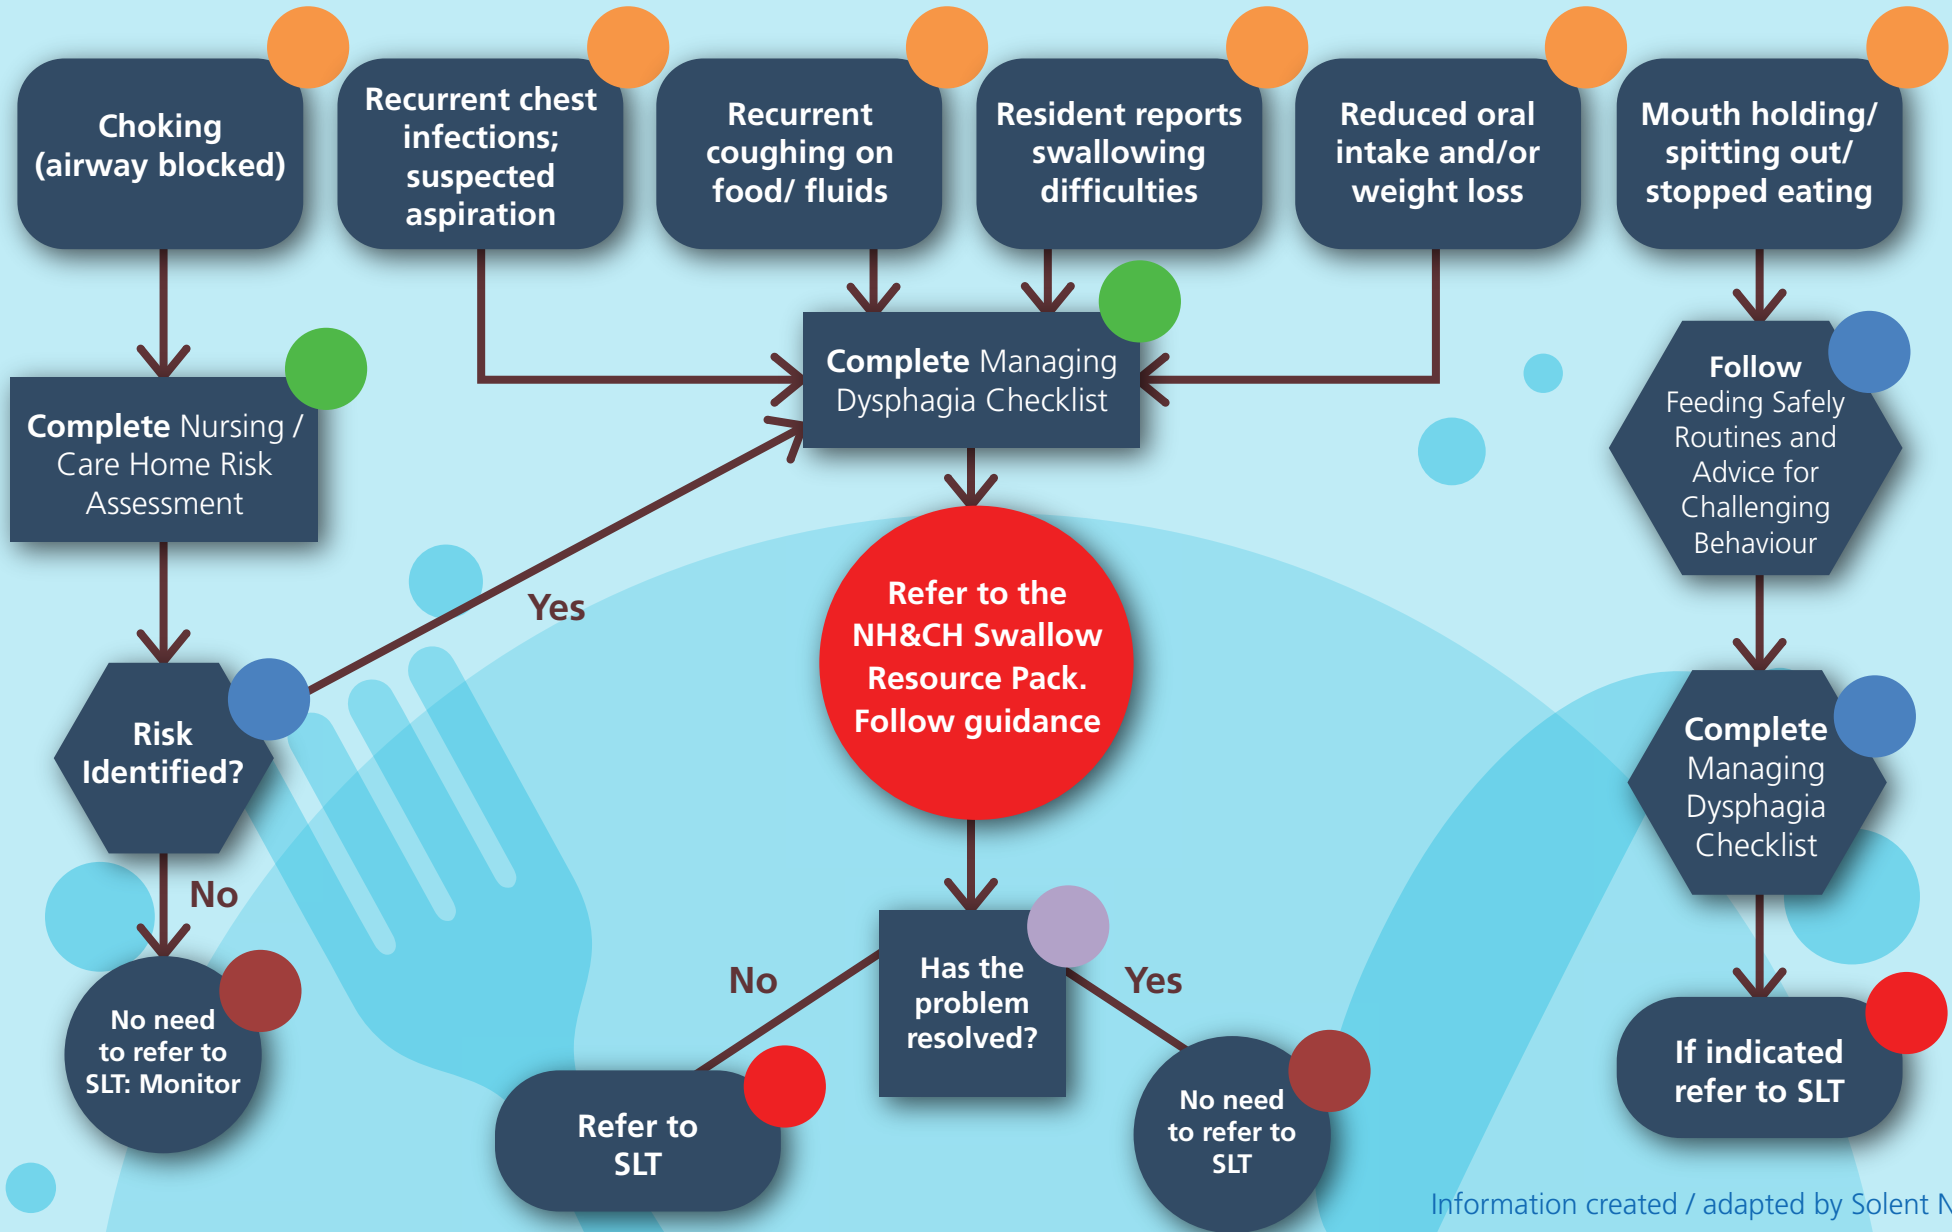 Choking
(airway blocked)
Recurrent chest
infections;
suspected
aspiration
Recurrent
coughing on
food/ fluids
Resident reports
swallowing
difficulties
Reduced oral
intake and/or
weight loss
Mouth holding/
spitting out/
stopped eating
Complete Nursing /
Care Home Risk
Assessment
Complete Managing
Dysphagia Checklist
Follow
Feeding Safely
Routines and
Advice for
Challenging
Behaviour
Yes
Refer to the
NH&CH Swallow
Resource Pack.
Follow guidance
Risk
Identified?
Complete
Managing
Dysphagia
Checklist
No
No need
to refer to
SLT: Monitor
No
Has the
problem
resolved?
Yes
Refer to
SLT
No need
to refer to
SLT
If indicated
refer to SLT
Information created / adapted by Solent N